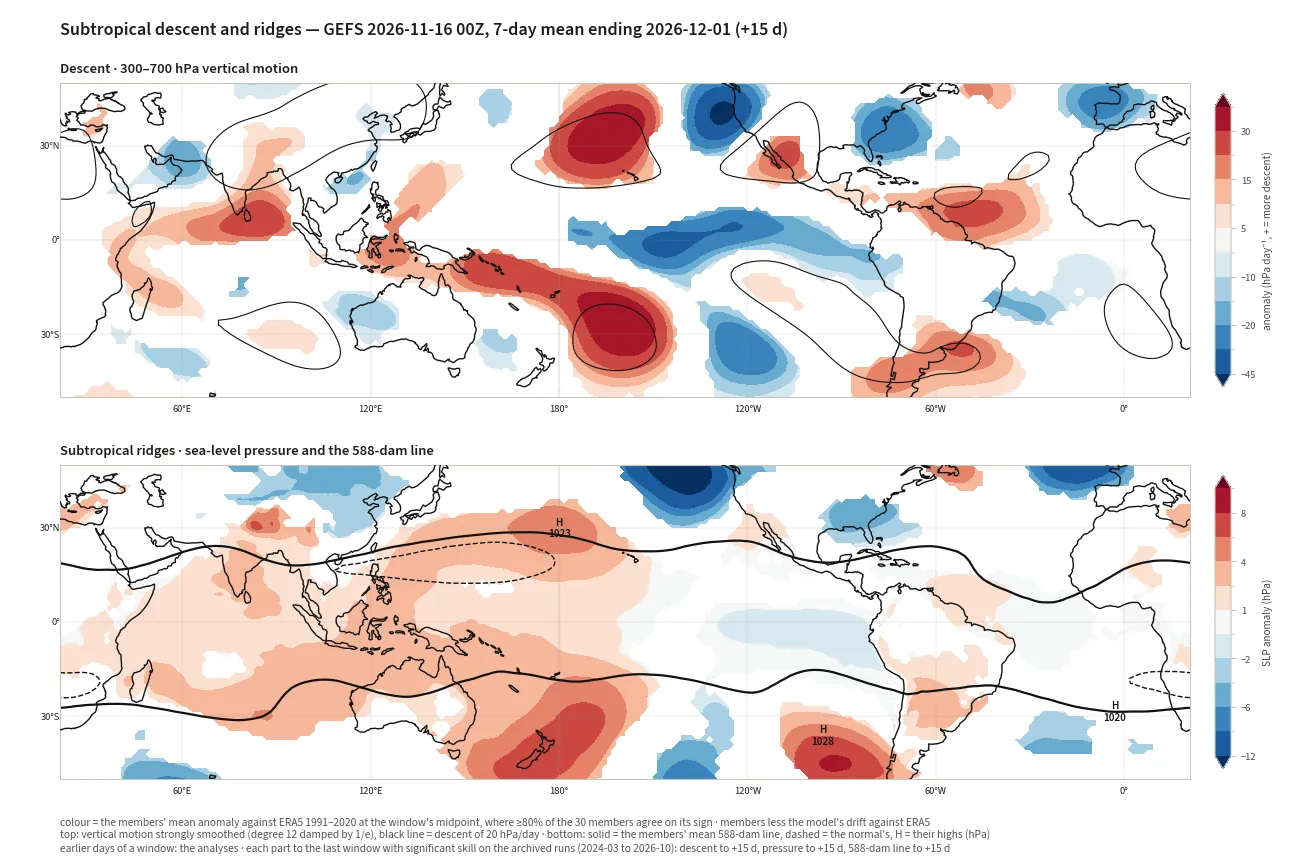 Subtropical descent and ridges — GEFS 2026-11-16 00Z, 7-day mean ending 2026-12-01 (+15 d)
Descent · 300–700 hPa vertical motion
30°N
0°
30°S
60°E
120°E
180°
120°W
60°W
0°
30
15
5
−10
−20
−45
anomaly (hPa day⁻¹, + = more descent)
Subtropical ridges · sea-level pressure and the 588-dam line
H
1023
H
1020
H
1028
30°N
0°
30°S
60°E
120°E
180°
120°W
60°W
0°
8
4
1
−2
−6
−12
SLP anomaly (hPa)
colour = the members' mean anomaly against ERA5 1991–2020 at the window's midpoint, where ≥80% of the 30 members agree on its sign · members less the model's drift against ERA5
top: vertical motion strongly smoothed (degree 12 damped by 1/e), black line = descent of 20 hPa/day · bottom: solid = the members' mean 588-dam line, dashed = the normal's, H = their highs (hPa)
earlier days of a window: the analyses · each part to the last window with significant skill on the archived runs (2024-03 to 2026-10): descent to +15 d, pressure to +15 d, 588-dam line to +15 d